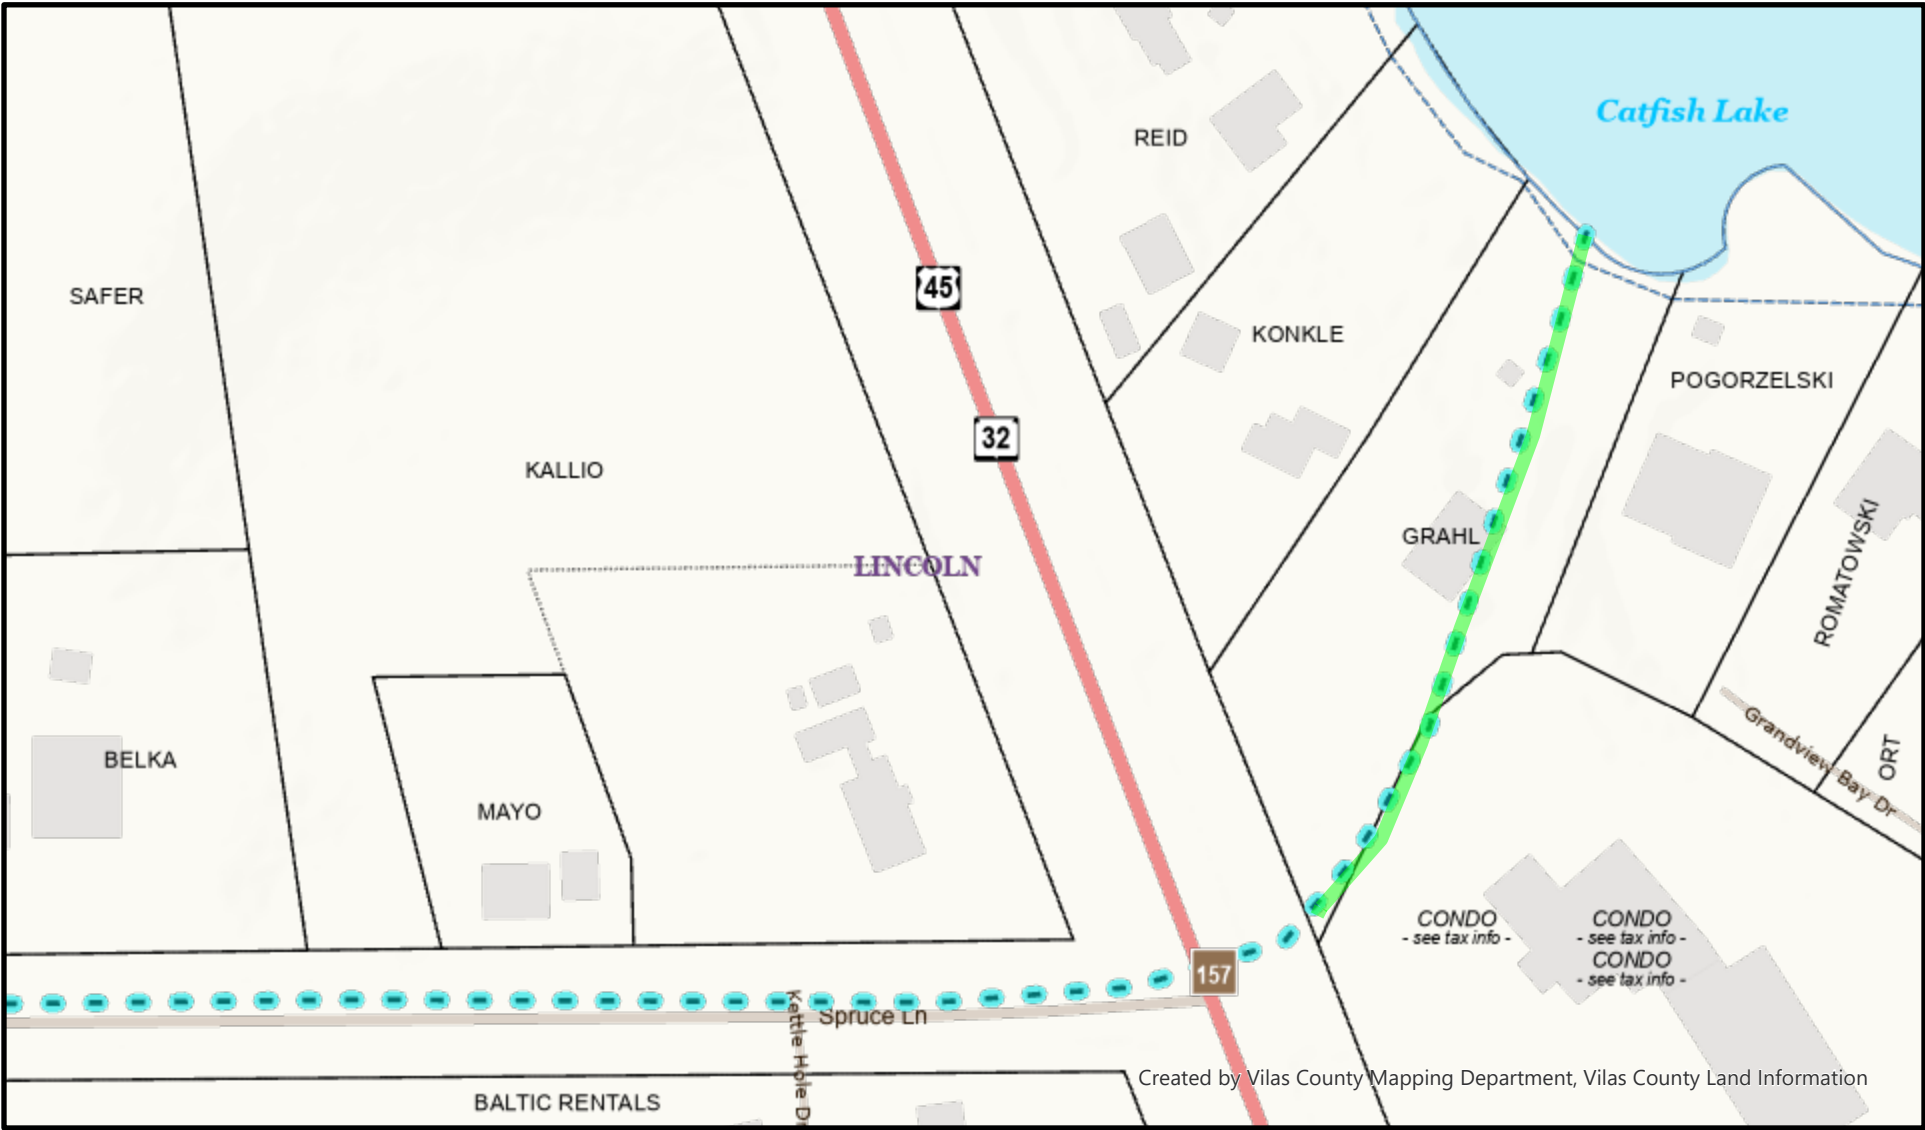 Catfish Lake
REID
45
SAFER
KONKLE
POGORZELSKI
32
KALLIO
GRAHL
LINCOLN
ROMATOWSKI
Grandview Bay Dr
ORT
BELKA
MAYO
CONDO
- see tax info -
CONDO
- see tax info -
CONDO
- see tax info -
157
Spruce Ln
Kettle Hole Dr
Created by Vilas County Mapping Department, Vilas County Land Information
BALTIC RENTALS